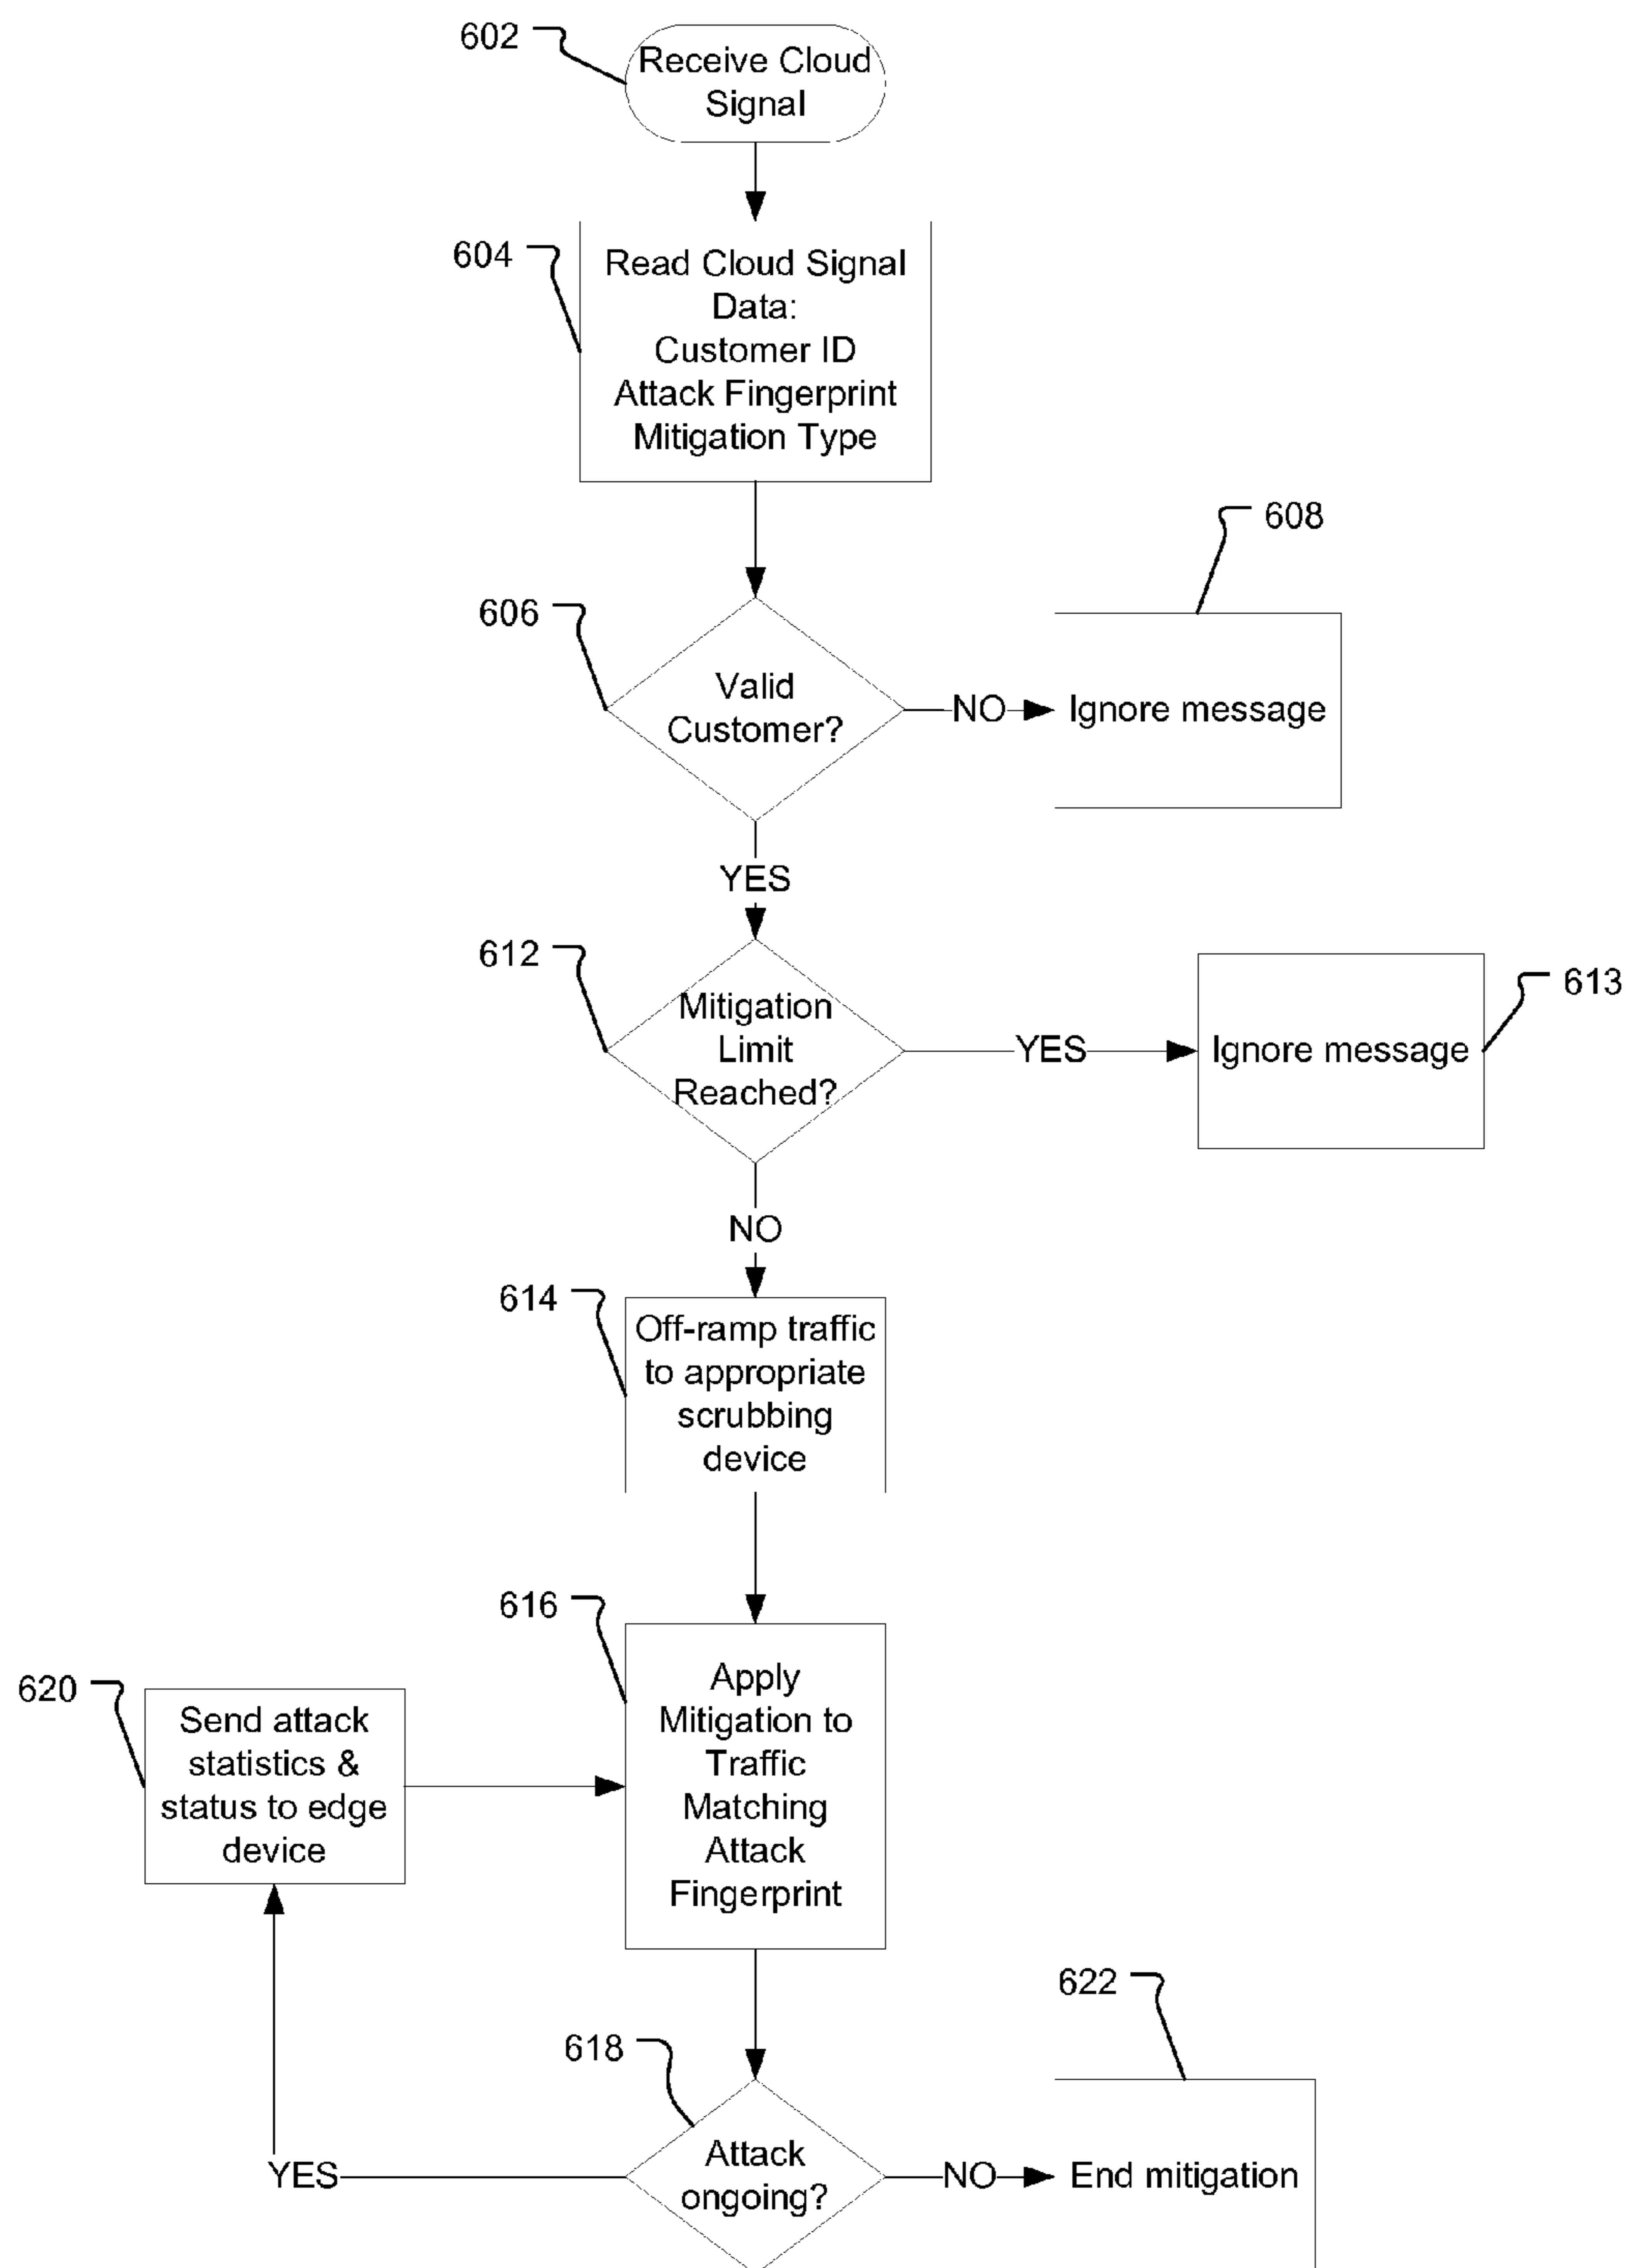 602
Receive Cloud
Signal
604
Read Cloud Signal
Data:
Customer ID
Attack Fingerprint
Mitigation Type
608
606
Valid
Customer?
NO
Ignore message
YES
612
Mitigation
Limit
Reached?
YES
Ignore message
613
NO
614
Off-ramp traffic
to appropriate
scrubbing
device
616
Apply
Mitigation to
Traffic
Matching
Attack
Fingerprint
620
Send attack
statistics &
status to edge
device
622
618
Attack
ongoing?
YES
NO
End mitigation